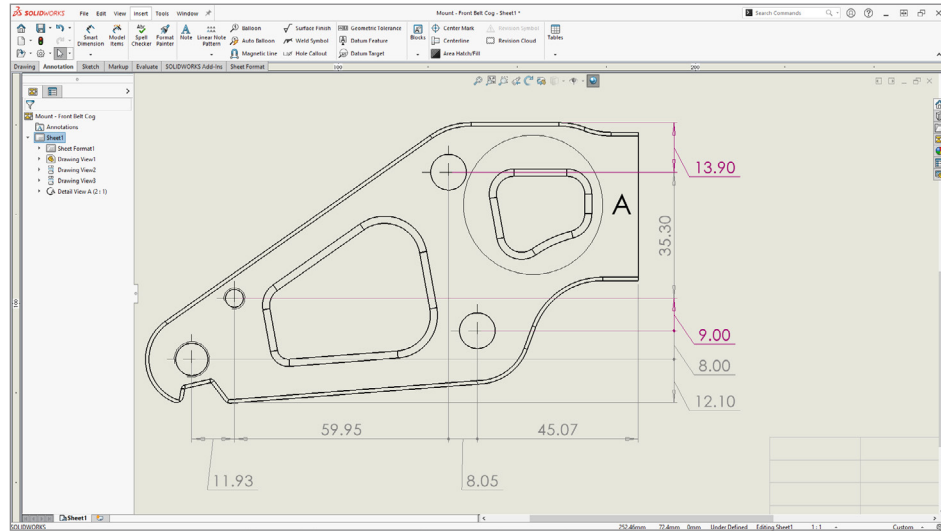 SOLIDWORKS File Edit View Insert Tools Window
Mount - Front Belt Cog - Sheet1 *
Search Commands
Smart Dimension
Model Items
Spell Checker
Format Painter
Note
Linear Note Pattern
Balloon
Auto Balloon
Magnetic Line
Surface Finish
Weld Symbol
Hole Callout
Geometric Tolerance
Datum Feature
Datum Target
Blocks
Center Mark
Centerline
Area Hatch/Fill
Revision Symbol
Revision Cloud
Tables
Drawing Annotation Sketch Markup Evaluate SOLIDWORKS Add-Ins Sheet Format
100
200
Mount - Front Belt Cog
Annotations
Sheet1
Sheet Format1
Drawing View1
Drawing View2
Drawing View3
Detail View A (2 : 1)
100
A
13.90
35.30
9.00
8.00
12.10
59.95
45.07
11.93
8.05
Sheet1
SOLIDWORKS
252.46mm 72.4mm 0mm Under Defined Editing Sheet1 1 : 1 Custom